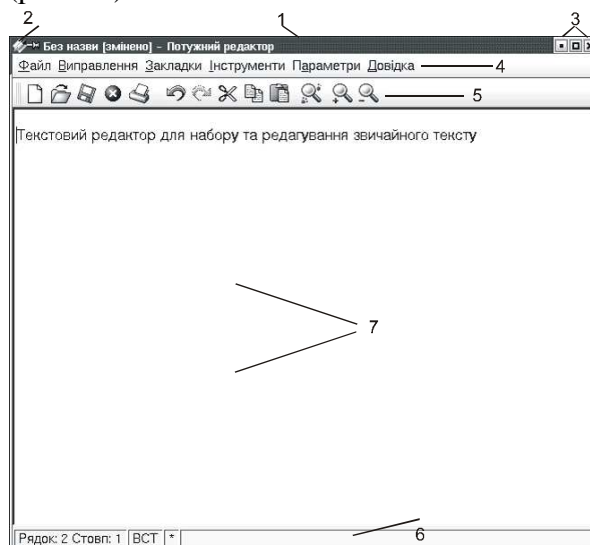 2 1 3
Без назви [змінено] - Потужний редактор
Файл Виправлення Закладки Інструменти Параметри Довідка 4
5
Текстовий редактор для набору та редагування звичайного тексту
7
6
Рядок: 2 Стовп: 1 ВСТ *